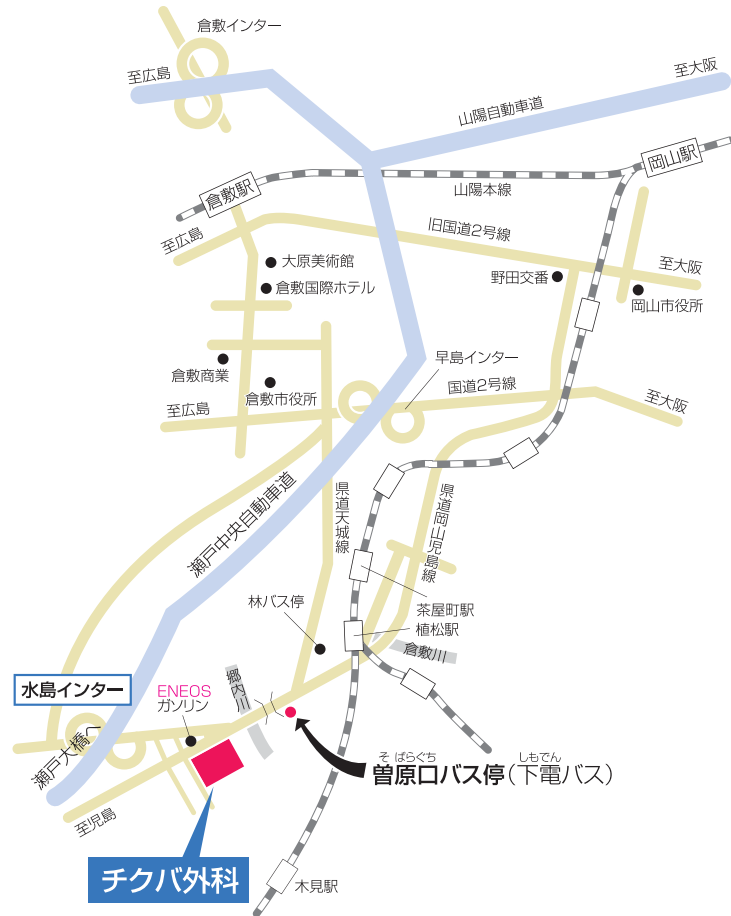 倉敷インター
至広島
至大阪
山陽自動車道
岡山駅
山陽本線
倉敷駅
至広島
旧国道2号線
大原美術館
倉敷国際ホテル
野田交番
至大阪
岡山市役所
早島インター
倉敷商業
倉敷市役所
国道2号線
至広島
至大阪
瀬戸中央自動車道
県道天城線
県道岡山児島線
茶屋町駅
林バス停
植松駅
倉敷川
水島インター
ENEOS
ガソリン
郷内川
瀬戸大橋へ
そばらぐち
しもでん
曽原口バス停(下電バス)
至児島
チクバ外科
木見駅